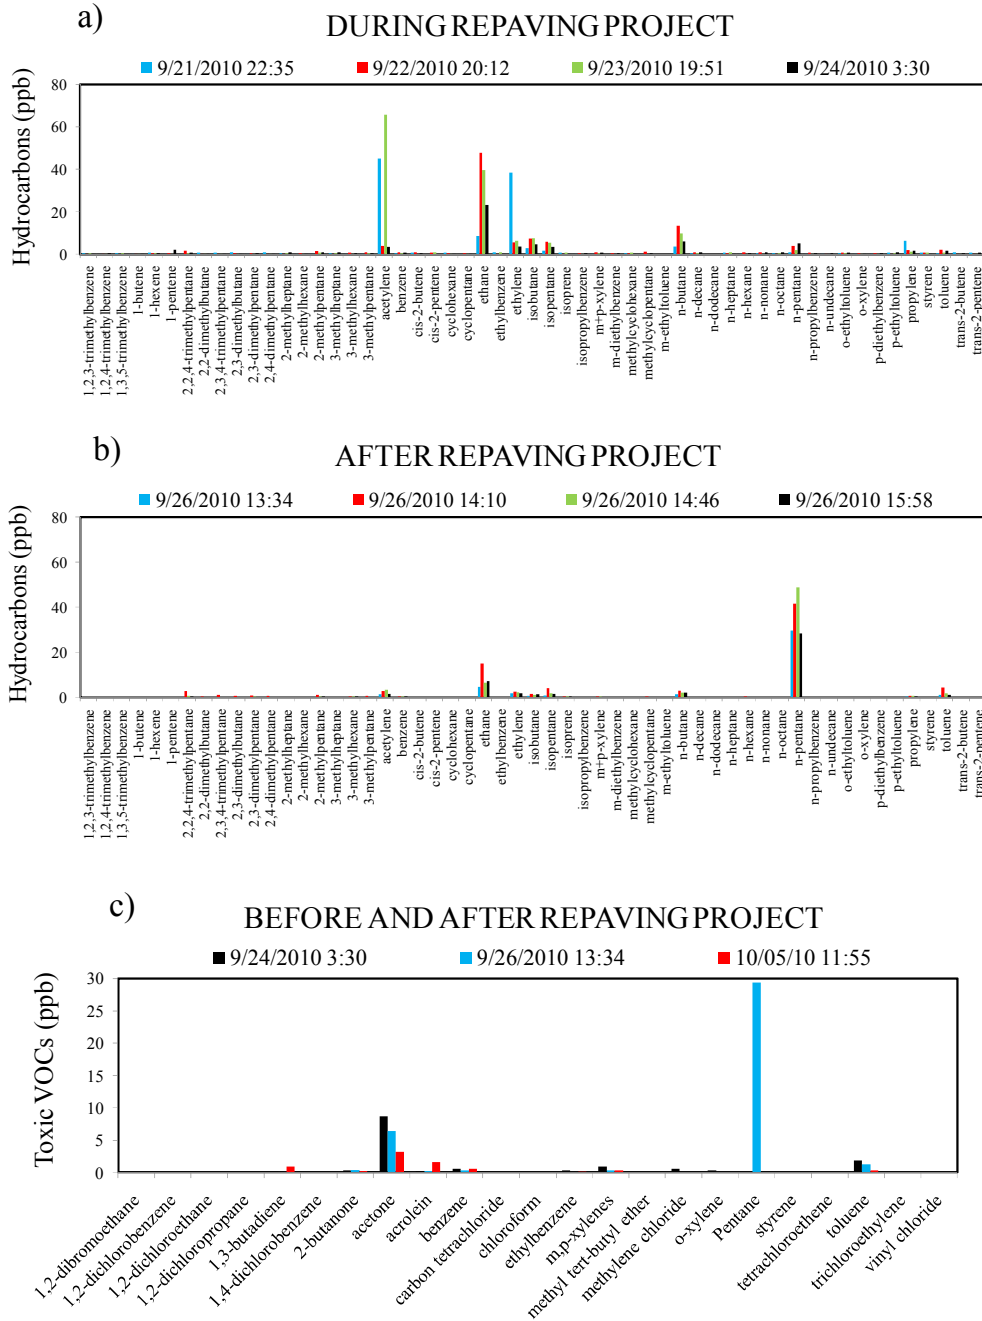 a)
DURING REPAVING PROJECT
9/21/2010 22:35 9/22/2010 20:12 9/23/2010 19:51 9/24/2010 3:30
Hydrocarbons (ppb)
80
60
40
20
0
1,2,3-trimethylbenzene
1,2,4-trimethylbenzene
1,3,5-trimethylbenzene
1-butene
1-hexene
1-pentene
2,2,4-trimethylpentane
2,2-dimethylbutane
2,3,4-trimethylpentane
2,3-dimethylbutane
2,3-dimethylpentane
2,4-dimethylpentane
2-methylheptane
2-methylhexane
2-methylpentane
3-methylheptane
3-methylhexane
3-methylpentane
acetylene
benzene
cis-2-butene
cis-2-pentene
cyclohexane
cyclopentane
ethane
ethylbenzene
ethylene
isobutane
isopentane
isoprene
isopropylbenzene
m+p-xylene
m-diethylbenzene
methylcyclohexane
methylcyclopentane
m-ethyltoluene
n-butane
n-decane
n-dodecane
n-heptane
n-hexane
n-nonane
n-octane
n-pentane
n-propylbenzene
n-undecane
o-ethyltoluene
o-xylene
p-diethylbenzene
p-ethyltoluene
propylene
styrene
toluene
trans-2-butene
trans-2-pentene
b)
AFTER REPAVING PROJECT
9/26/2010 13:34 9/26/2010 14:10 9/26/2010 14:46 9/26/2010 15:58
Hydrocarbons (ppb)
80
60
40
20
0
1,2,3-trimethylbenzene
1,2,4-trimethylbenzene
1,3,5-trimethylbenzene
1-butene
1-hexene
1-pentene
2,2,4-trimethylpentane
2,2-dimethylbutane
2,3,4-trimethylpentane
2,3-dimethylbutane
2,3-dimethylpentane
2,4-dimethylpentane
2-methylheptane
2-methylhexane
2-methylpentane
3-methylheptane
3-methylhexane
3-methylpentane
acetylene
benzene
cis-2-butene
cis-2-pentene
cyclohexane
cyclopentane
ethane
ethylbenzene
ethylene
isobutane
isopentane
isoprene
isopropylbenzene
m+p-xylene
m-diethylbenzene
methylcyclohexane
methylcyclopentane
m-ethyltoluene
n-butane
n-decane
n-dodecane
n-heptane
n-hexane
n-nonane
n-octane
n-pentane
n-propylbenzene
n-undecane
o-ethyltoluene
o-xylene
p-diethylbenzene
p-ethyltoluene
propylene
styrene
toluene
trans-2-butene
trans-2-pentene
c)
BEFORE AND AFTER REPAVING PROJECT
9/24/2010 3:30 9/26/2010 13:34 10/05/10 11:55
Toxic VOCs (ppb)
30
25
20
15
10
5
0
1,2-dibromoethane
1,2-dichlorobenzene
1,2-dichloroethane
1,2-dichloropropane
1,3-butadiene
1,4-dichlorobenzene
2-butanone
acetone
acrolein
benzene
carbon tetrachloride
chloroform
ethylbenzene
m,p-xylenes
methyl tert-butyl ether
methylene chloride
o-xylene
Pentane
styrene
tetrachloroethene
toluene
trichloroethylene
vinyl chloride